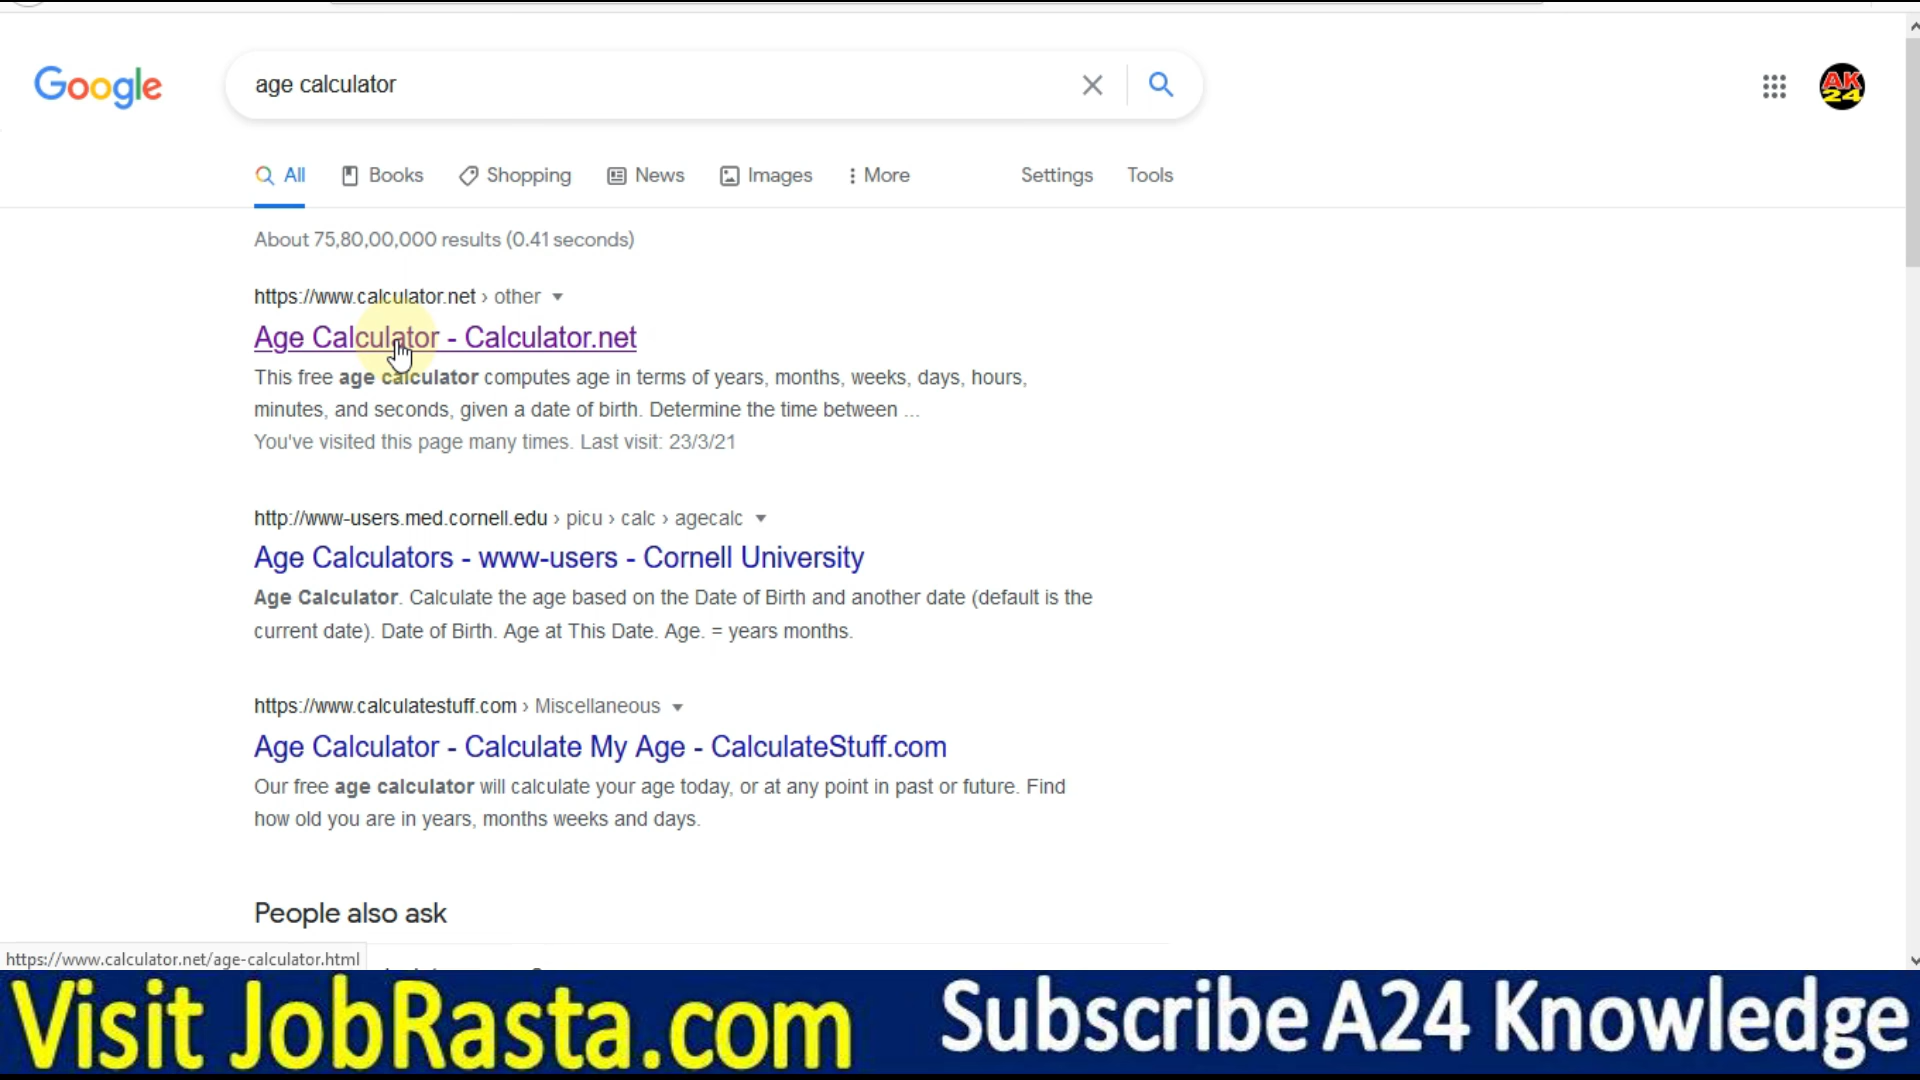 Google
age calculator
AK
24
All
Books
Shopping
News
Images
More
Settings
Tools
About 75,80,00,000 results (0.41 seconds)
https://www.calculator.net › other
Age Calculator - Calculator.net
This free age calculator computes age in terms of years, months, weeks, days, hours,
minutes, and seconds, given a date of birth. Determine the time between ...
You've visited this page many times. Last visit: 23/3/21
http://www-users.med.cornell.edu › picu › calc › agecalc
Age Calculators - www-users - Cornell University
Age Calculator. Calculate the age based on the Date of Birth and another date (default is the
current date). Date of Birth. Age at This Date. Age. = years months.
https://www.calculatestuff.com › Miscellaneous
Age Calculator - Calculate My Age - CalculateStuff.com
Our free age calculator will calculate your age today, or at any point in past or future. Find
how old you are in years, months weeks and days.
People also ask
https://www.calculator.net/age-calculator.html
Visit JobRasta.com
Subscribe A24 Knowledge